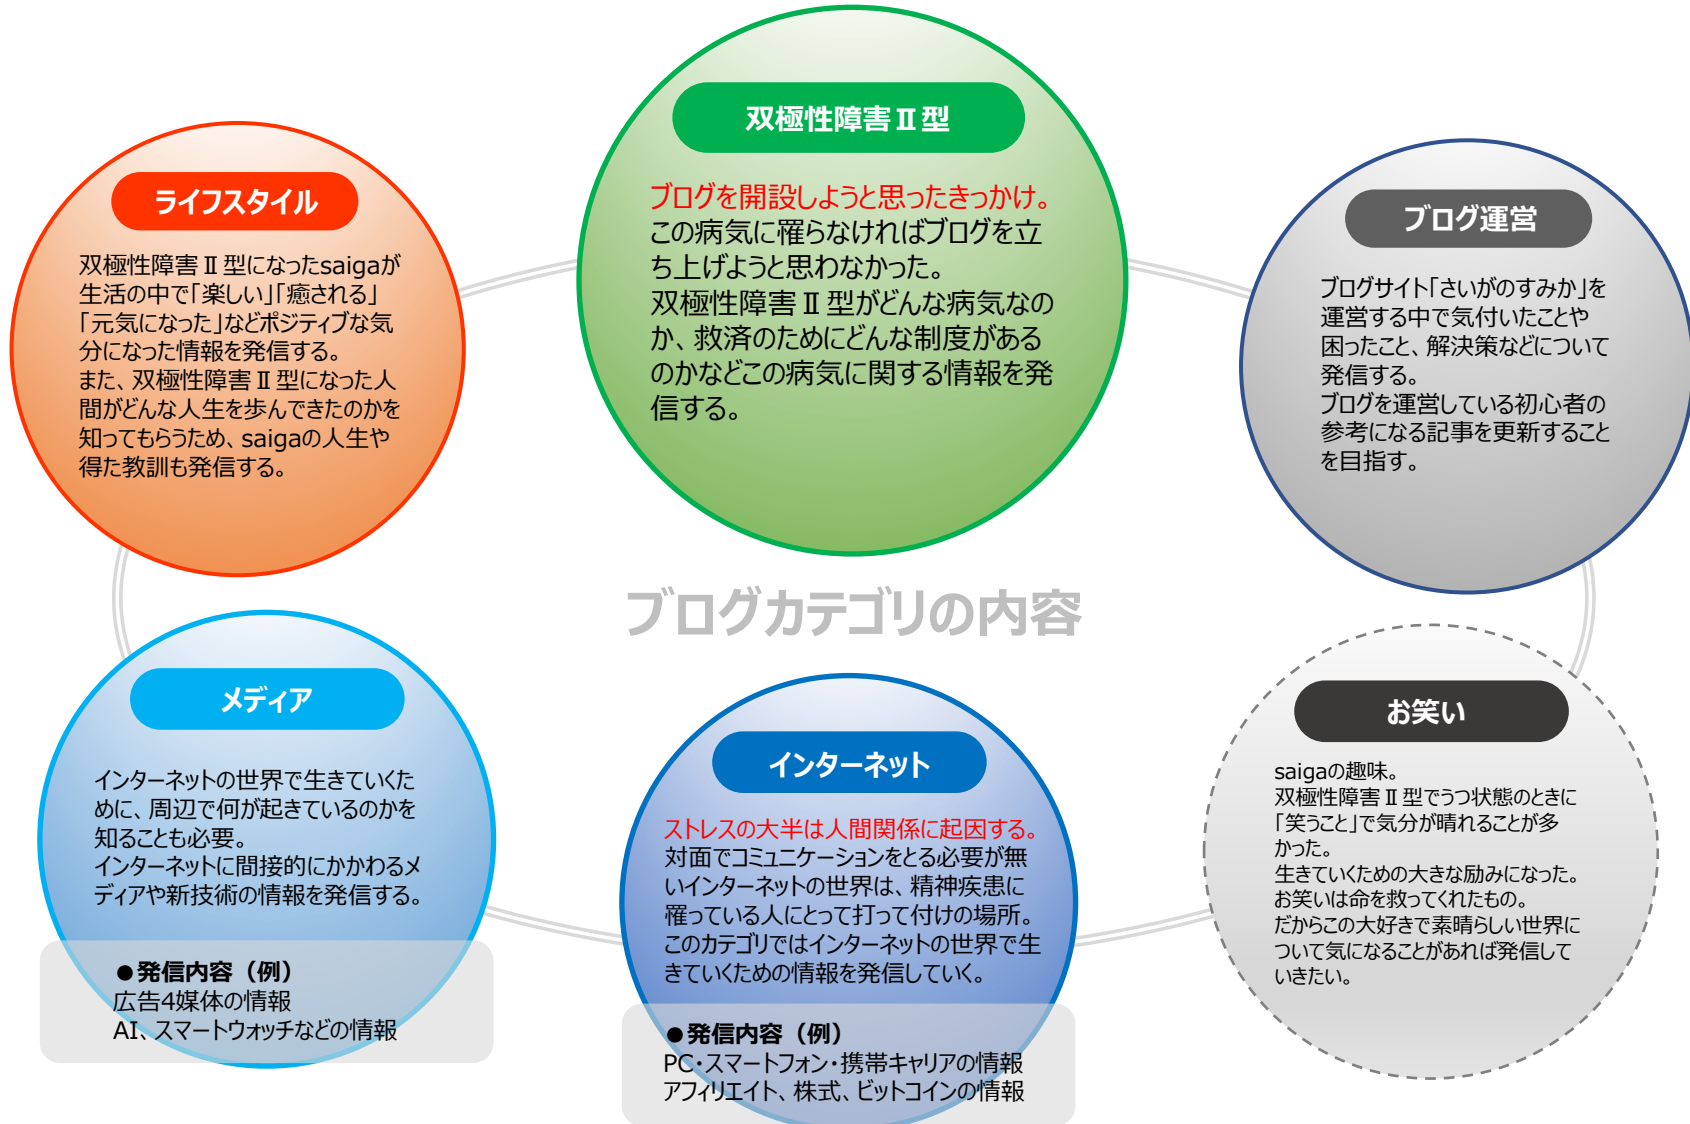 双極性障害Ⅱ型
ブログを開設しようと思ったきっかけ。
この病気に罹らなければブログを立
ち上げようと思わなかった。
双極性障害Ⅱ型がどんな病気なの
か、救済のためにどんな制度がある
のかなどこの病気に関する情報を発
信する。
ライフスタイル
双極性障害Ⅱ型になったsaigaが
生活の中で「楽しい」「癒される」
「元気になった」などポジティブな気
分になった情報を発信する。
また、双極性障害Ⅱ型になった人
間がどんな人生を歩んできたのかを
知ってもらうため、saigaの人生や
得た教訓も発信する。
ブログ運営
ブログサイト「さいがのすみか」を
運営する中で気付いたことや
困ったこと、解決策などについて
発信する。
ブログを運営している初心者の
参考になる記事を更新すること
を目指す。
ブログカテゴリの内容
メディア
インターネットの世界で生きていくた
めに、周辺で何が起きているのかを
知ることも必要。
インターネットに間接的にかかわるメ
ディアや新技術の情報を発信する。
●発信内容（例）
広告4媒体の情報
AI、スマートウォッチなどの情報
インターネット
ストレスの大半は人間関係に起因する。
対面でコミュニケーションをとる必要が無
いインターネットの世界は、精神疾患に
罹っている人にとって打って付けの場所。
このカテゴリではインターネットの世界で生
きていくための情報を発信していく。
●発信内容（例）
PC・スマートフォン・携帯キャリアの情報
アフィリエイト、株式、ビットコインの情報
お笑い
saigaの趣味。
双極性障害Ⅱ型でうつ状態のときに
「笑うこと」で気分が晴れることが多
かった。
生きていくための大きな励みになった。
お笑いは命を救ってくれたもの。
だからこの大好きで素晴らしい世界に
ついて気になることがあれば発信して
いきたい。